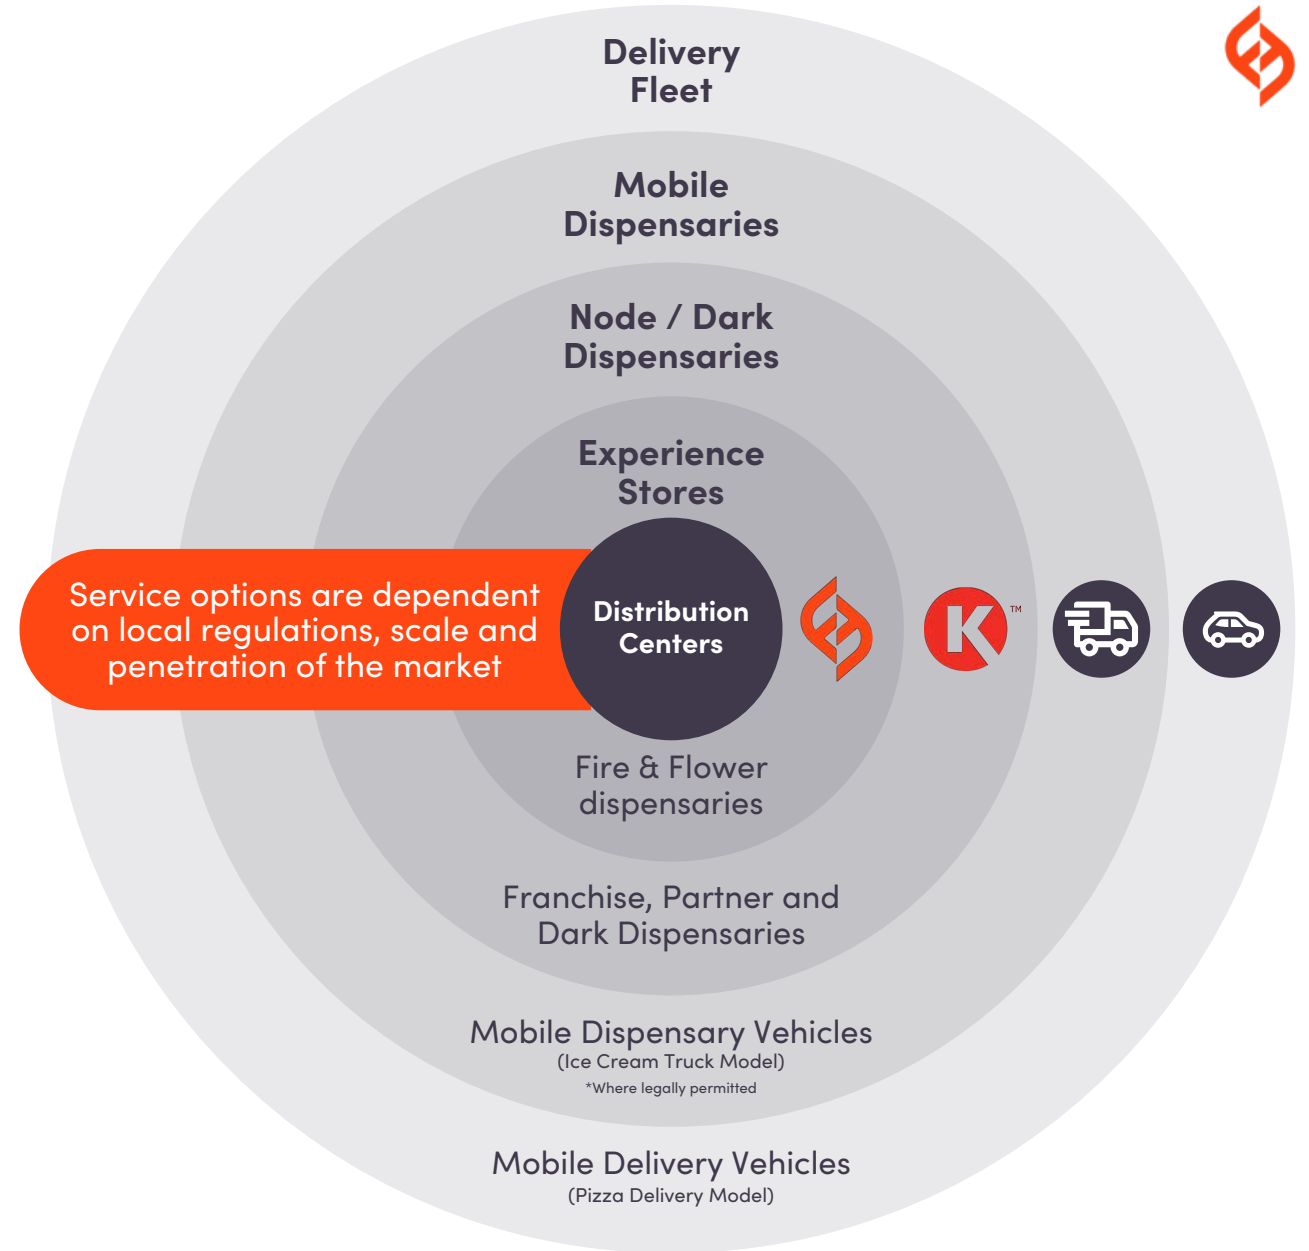 Delivery
Fleet
Mobile
Dispensaries
Node / Dark
Dispensaries
Experience
Stores
Service options are dependent
on local regulations, scale and
penetration of the market
Distribution
Centers
K
TM
Fire & Flower
dispensaries
Franchise, Partner and
Dark Dispensaries
Mobile Dispensary Vehicles
(Ice Cream Truck Model)
*Where legally permitted
Mobile Delivery Vehicles
(Pizza Delivery Model)